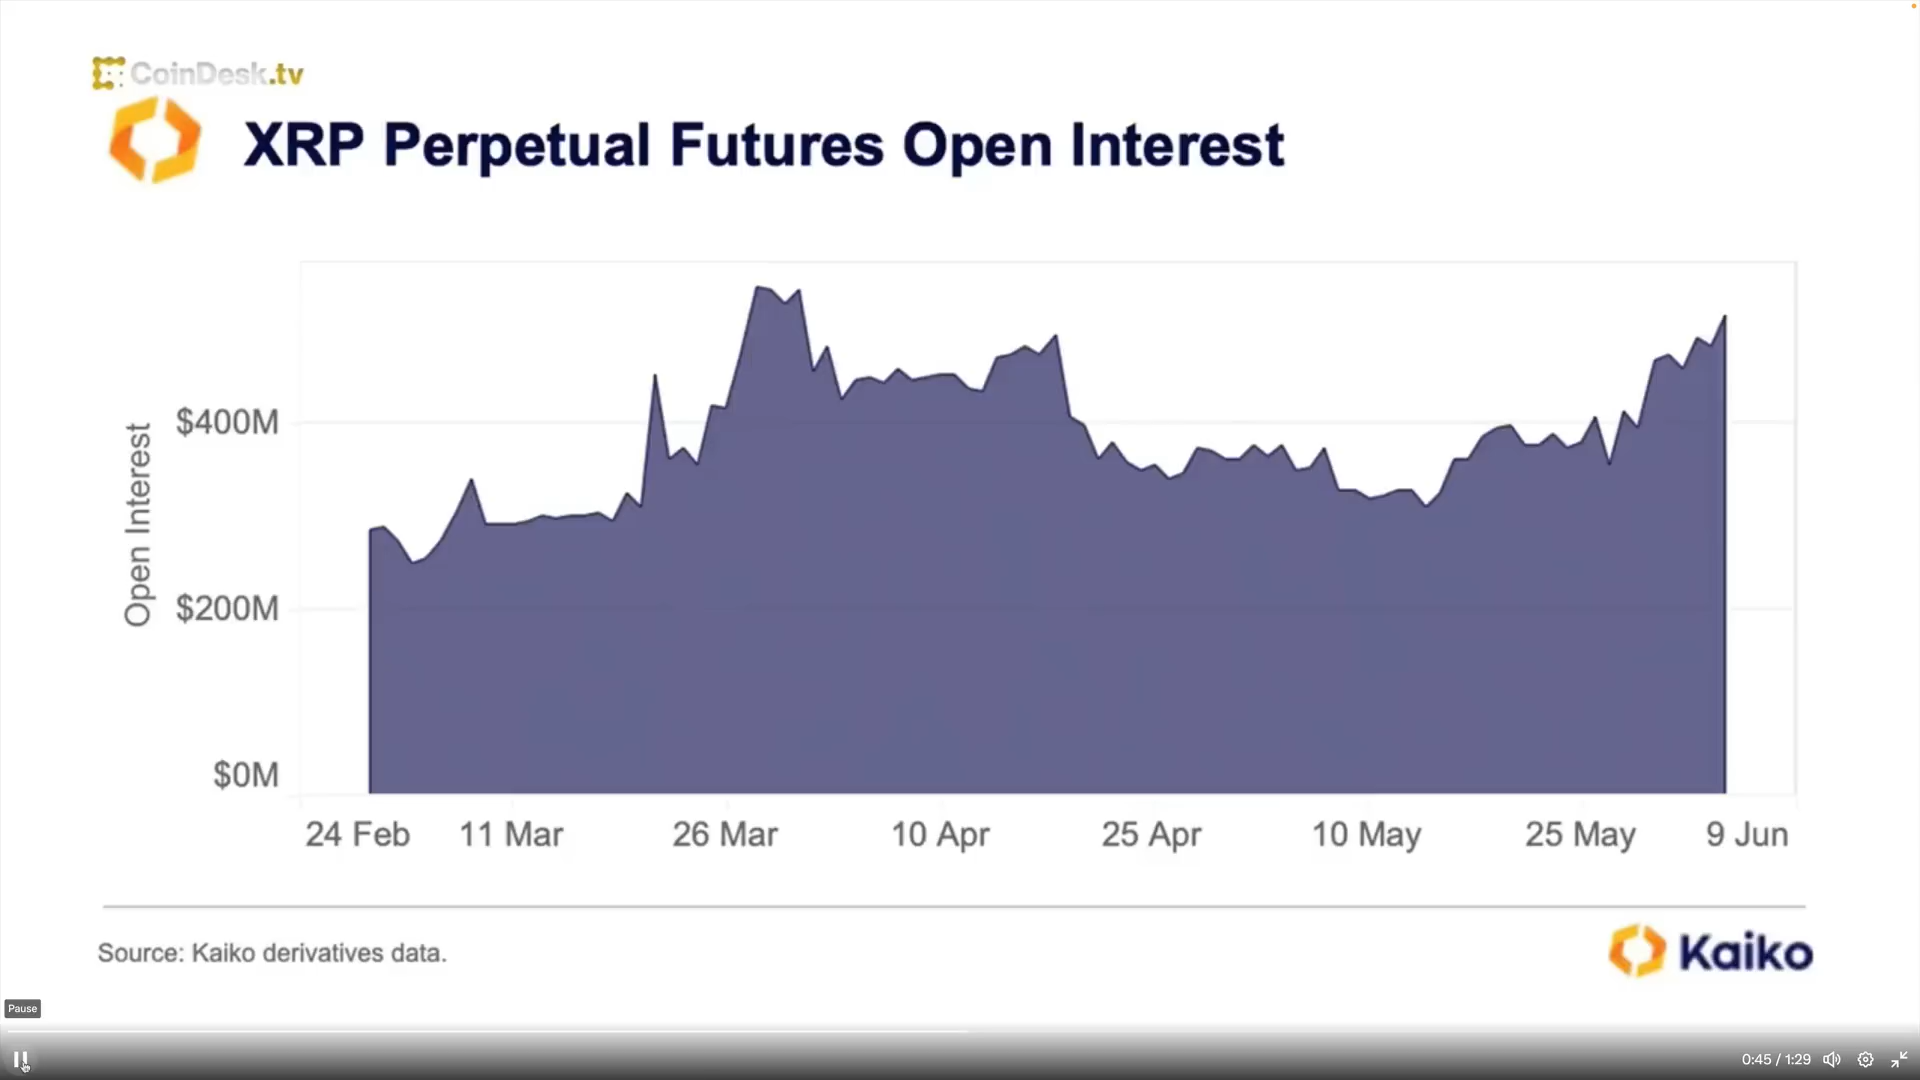 CoinDesk.tv
XRP Perpetual Futures Open Interest
Open Interest
$400M
$200M
$0M
24 Feb 11 Mar 26 Mar 10 Apr 25 Apr 10 May 25 May 9 Jun
Source: Kaiko derivatives data.
Kaiko
Pause
0:45 / 1:29